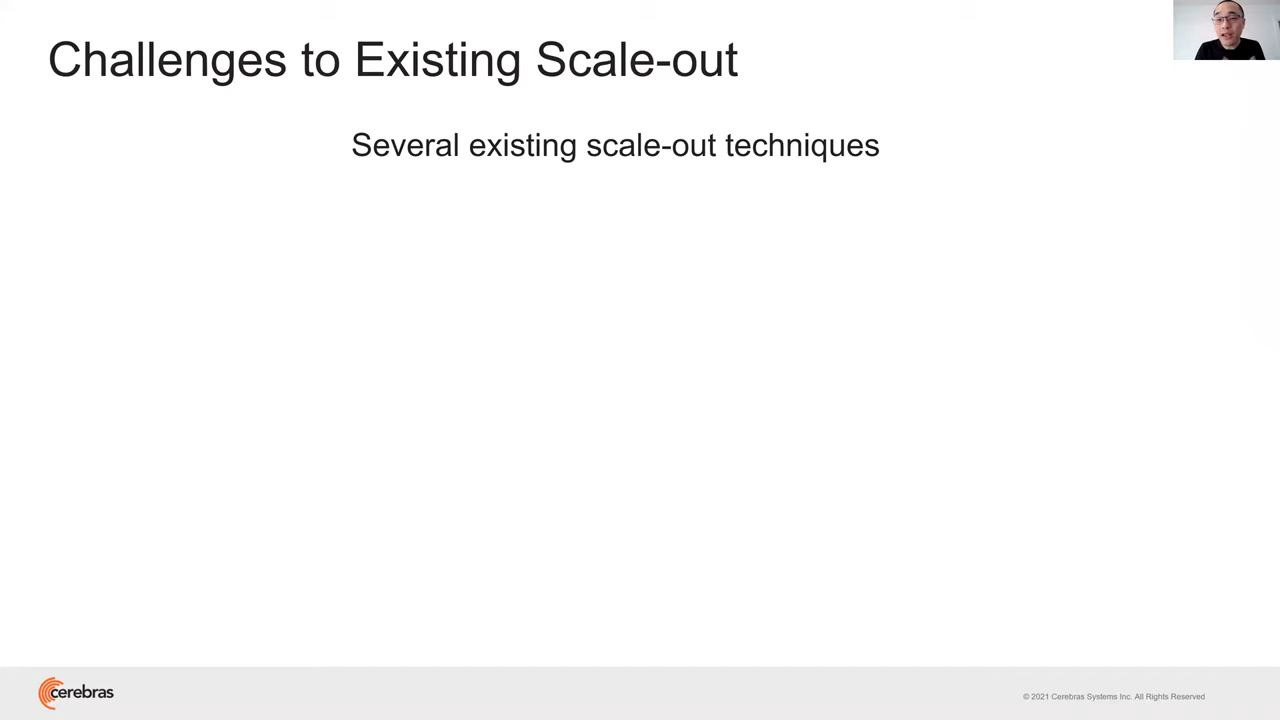 Challenges to Existing Scale-out
Several existing scale-out techniques
cerebras
© 2021 Cerebras Systems Inc. All Rights Reserved